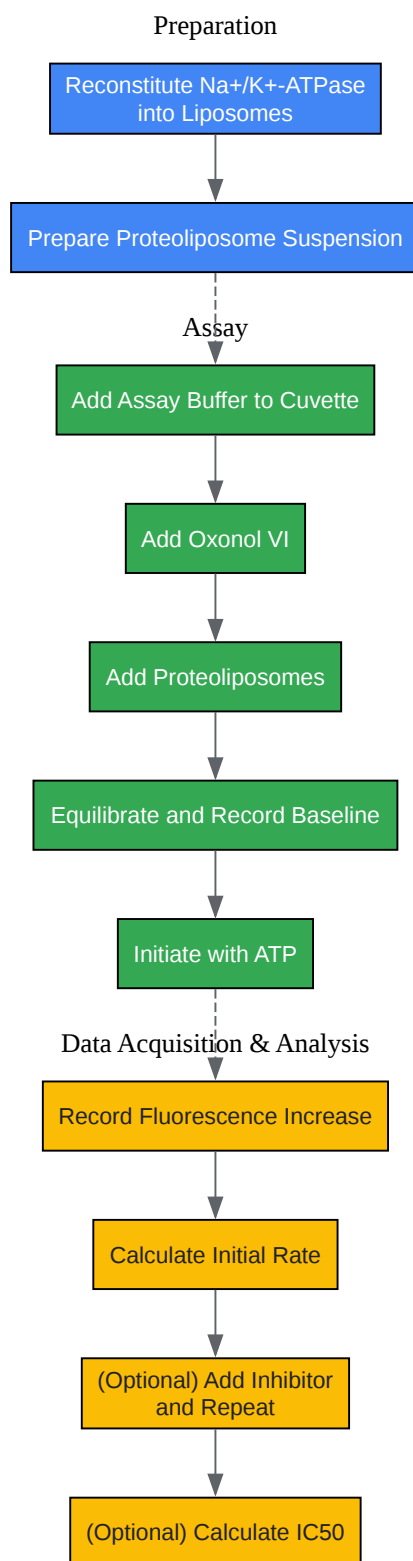 Preparation
Reconstitute Na+/K+-ATPase
into Liposomes
Prepare Proteoliposome Suspension
Assay
Add Assay Buffer to Cuvette
Add Oxonol VI
Add Proteoliposomes
Equilibrate and Record Baseline
Initiate with ATP
Data Acquisition & Analysis
Record Fluorescence Increase
Calculate Initial Rate
(Optional) Add Inhibitor
and Repeat
(Optional) Calculate IC50